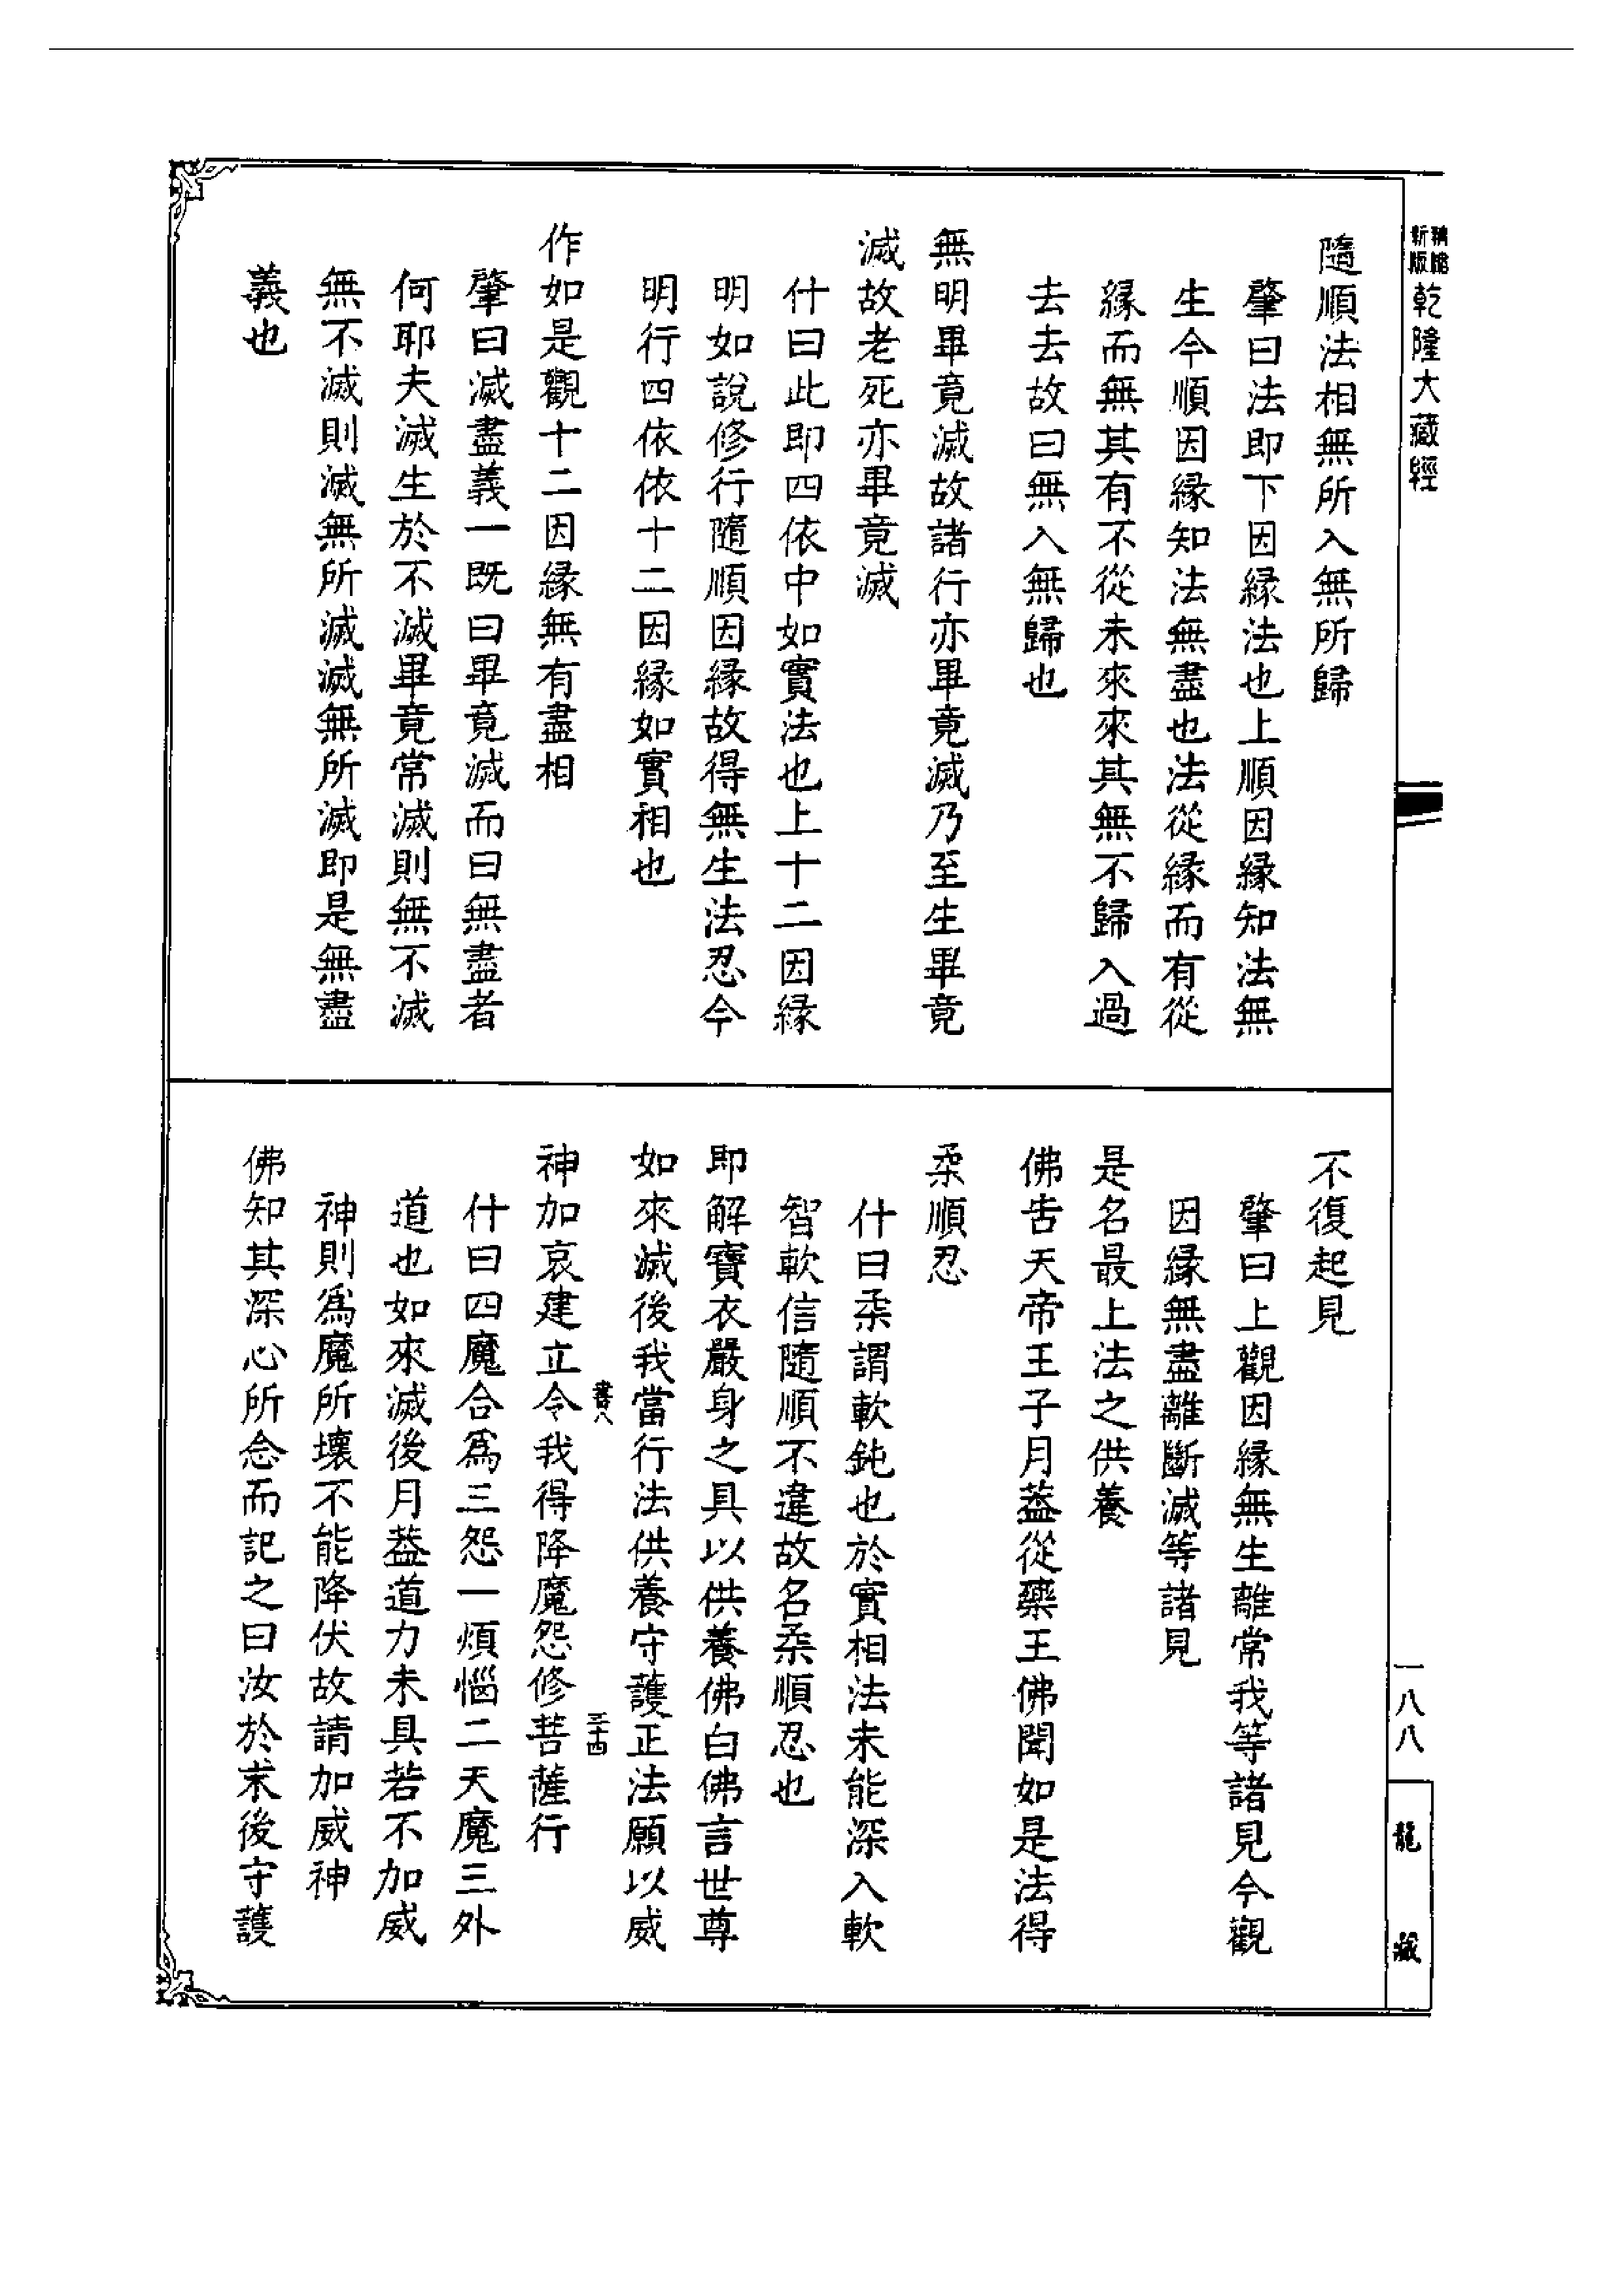 新版
精縮
乾隆大藏經
隨順法相無所入無所歸
肇曰法即下因縁法也上順因縁知法無
生今順因縁知法無盡也法從縁而有從
縁而無其有不從未來來其無不歸入過
去去故曰無入無歸也
無明畢竟滅故諸行亦畢竟滅乃至生畢竟
滅故老死亦畢竟滅
什曰此即四依中如實法也上十二因縁
明如說修行隨順因縁故得無生法忍今
明行四依依十二因縁如實相也
作如是觀十二因縁無有盡相
肇曰滅盡義一既曰畢竟滅而曰無盡者
何耶夫滅生於不滅畢竟常滅則無不滅
無不滅則滅無所滅滅無所滅即是無盡
義也
不復起見
肇曰上觀因縁無生離常我等諸見今觀
因縁無盡離斷滅等諸見
是名最上法之供養
佛告天帝王子月葢從藥王佛聞如是法得
柔順忍
什曰柔謂軟鈍也於實相法未能深入軟
智軟信隨順不違故名柔順忍也
即解寶衣嚴身之具以供養佛白佛言世尊
如來滅後我當行法供養守護正法願以威
神加哀建立令我得降魔怨修菩薩行
什曰四魔合爲三怨一煩惱二天魔三外
道也如來滅後月葢道力未具若不加威
神則爲魔所壞不能降伏故請加威神
佛知其深心所念而記之曰汝於末後守護
書八
三十四
一八八
龍藏